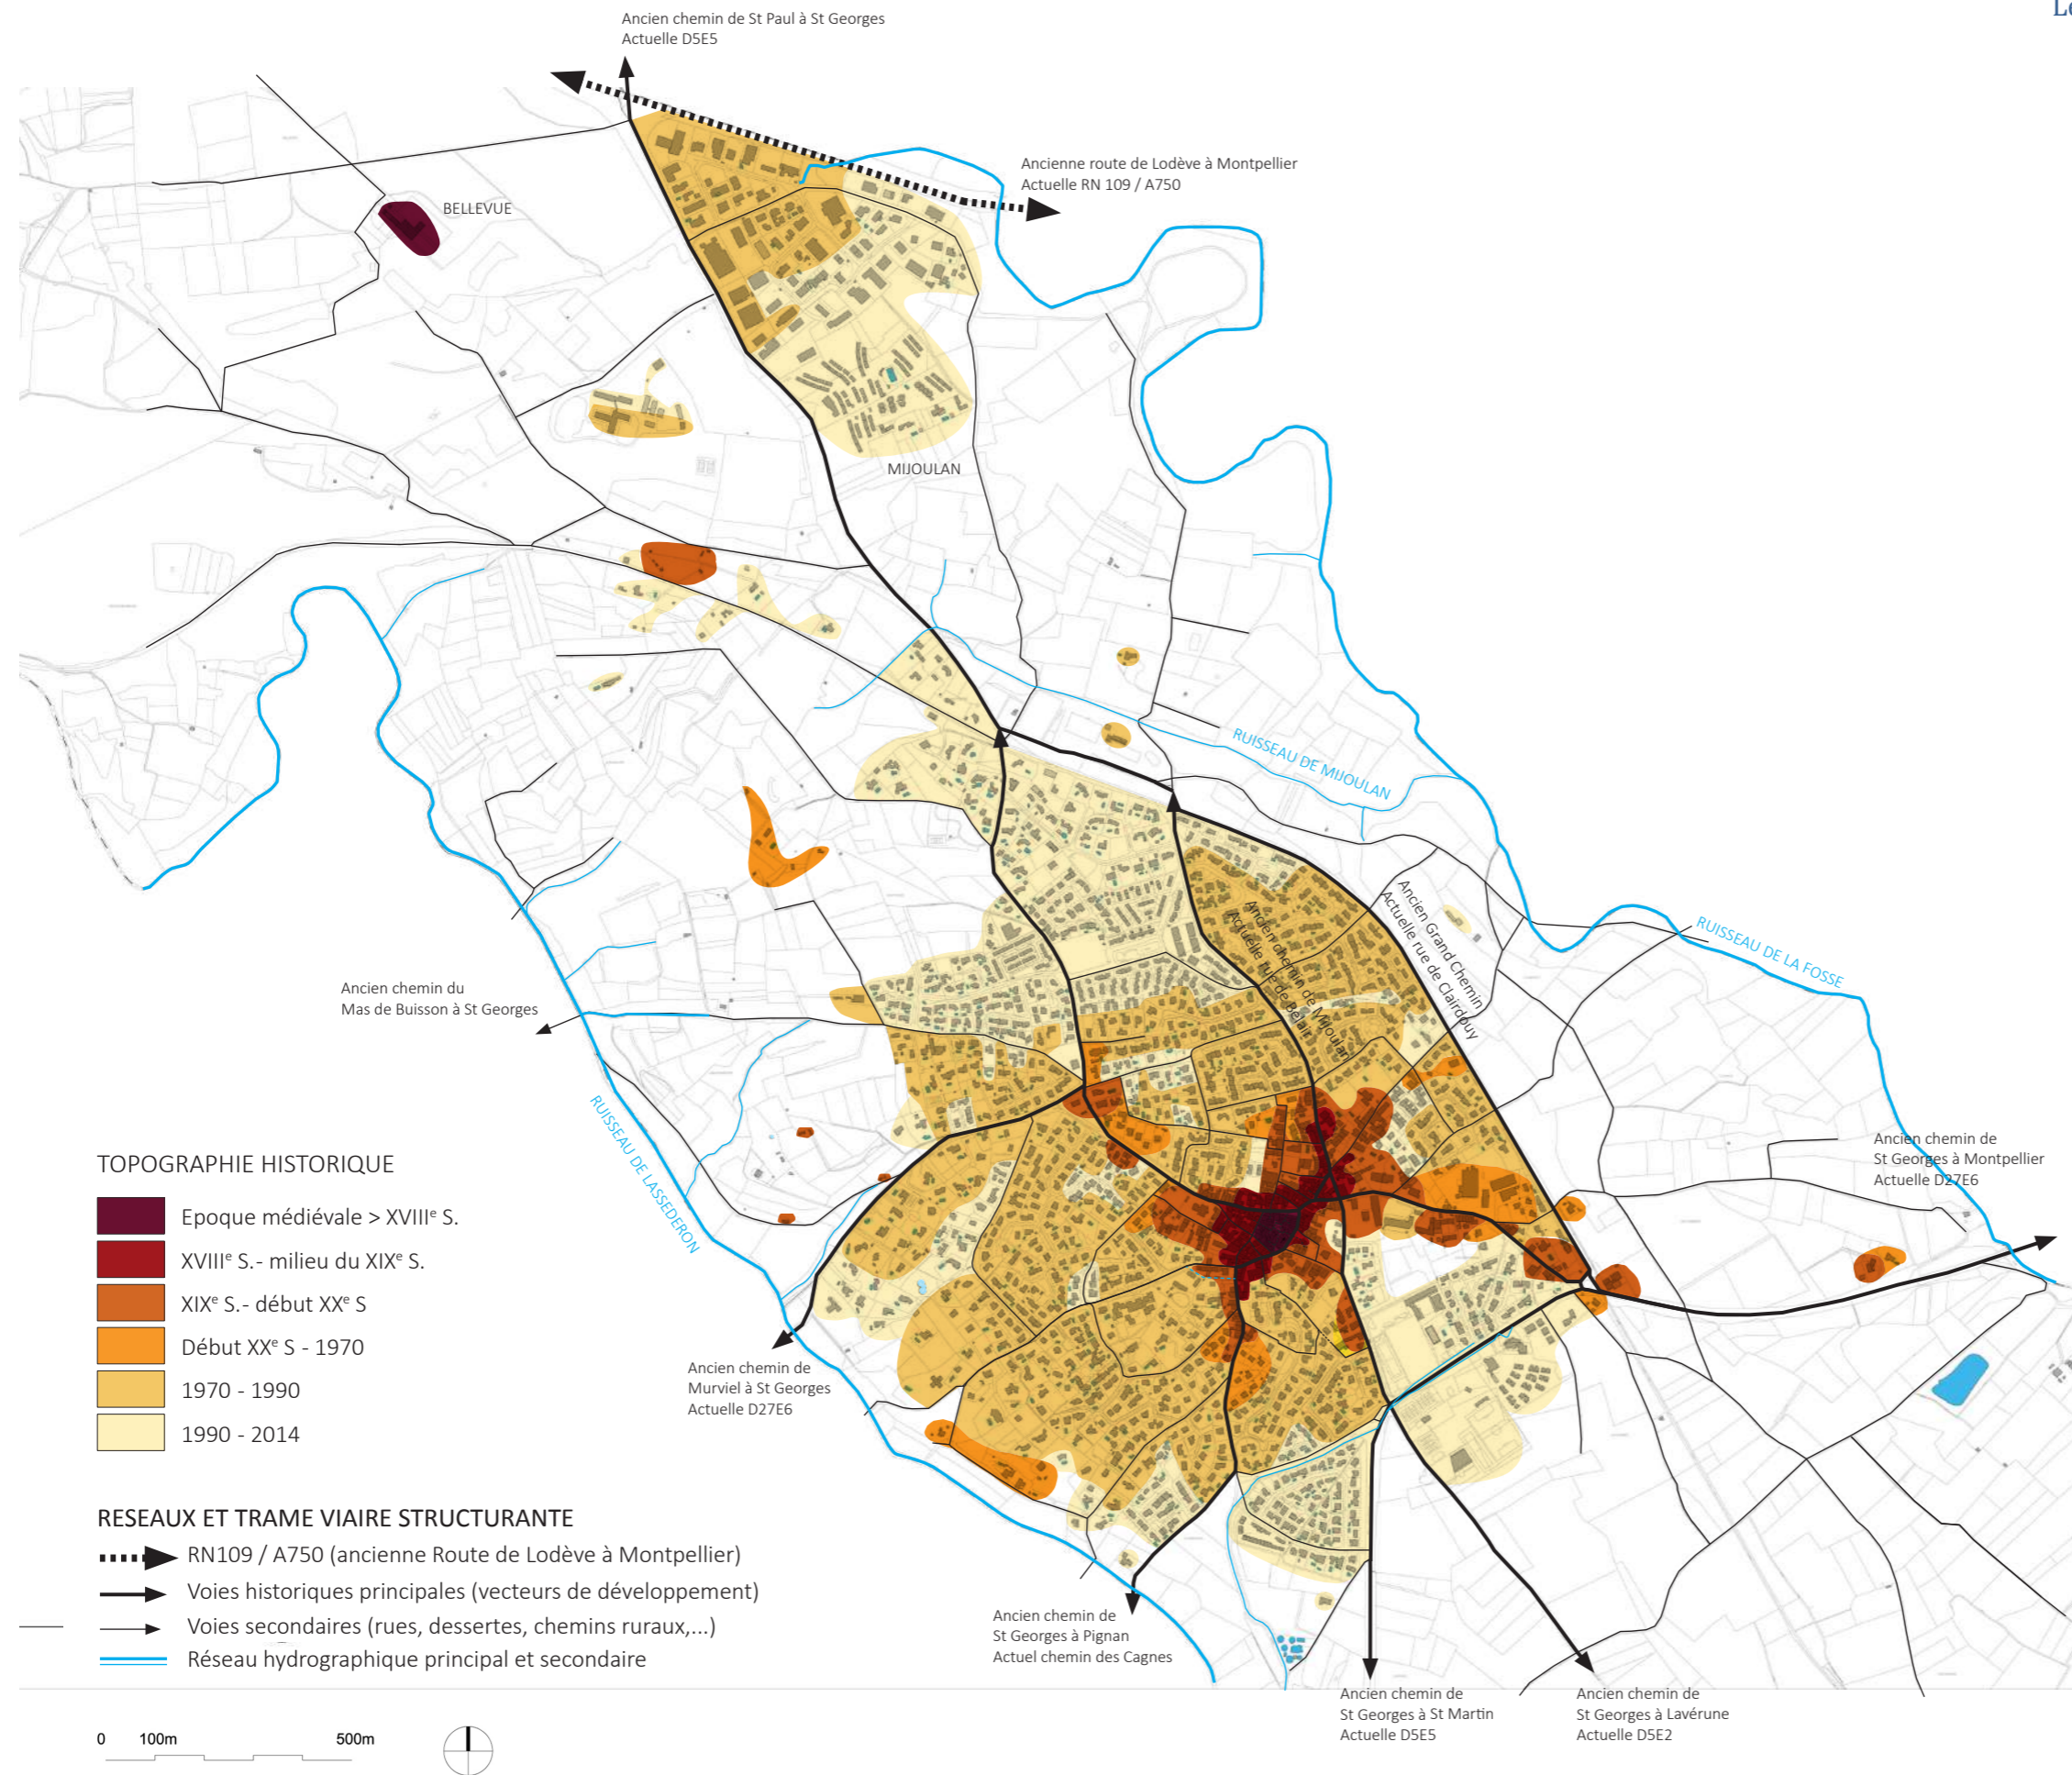 Le
Ancien chemin de St Paul à St Georges
Actuelle D5E5
Ancienne route de Lodève à Montpellier
Actuelle RN 109 / A750
BELLEVUE
MIJOULAN
RUISSEAU DE MIJOULAN
Ancien Grand Chemin
Actuelle rue de Clairdouy
Ancien chemin de Mijoulan
Actuelle rue de Bélair
RUISSEAU DE LA FOSSE
Ancien chemin du
Mas de Buisson à St Georges
RUISSEAU DE LASSEDERON
Ancien chemin de
St Georges à Montpellier
Actuelle D27E6
TOPOGRAPHIE HISTORIQUE
Epoque médiévale > XVIIIe S.
XVIIIe S.- milieu du XIXe S.
XIXe S.- début XXe S
Début XXe S - 1970
1970 - 1990
1990 - 2014
Ancien chemin de
Murviel à St Georges
Actuelle D27E6
RESEAUX ET TRAME VIAIRE STRUCTURANTE
RN109 / A750 (ancienne Route de Lodève à Montpellier)
Voies historiques principales (vecteurs de développement)
Voies secondaires (rues, dessertes, chemins ruraux,...)
Réseau hydrographique principal et secondaire
Ancien chemin de
St Georges à Pignan
Actuel chemin des Cagnes
Ancien chemin de
St Georges à St Martin
Actuelle D5E5
Ancien chemin de
St Georges à Lavérune
Actuelle D5E2
0 100m 500m